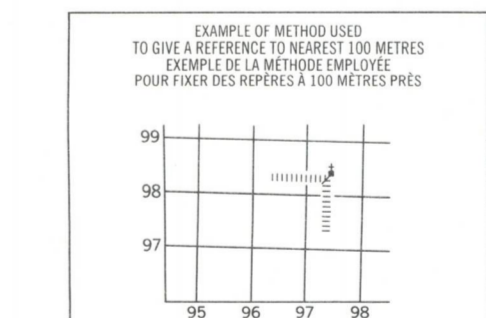 EXAMPLE OF METHOD USED
TO GIVE A REFERENCE TO NEAREST 100 METRES
EXEMPLE DE LA MÉTHODE EMPLOYÉE
POUR FIXER DES REPÈRES À 100 MÈTRES PRÈS
99
98
97
95 96 97 98